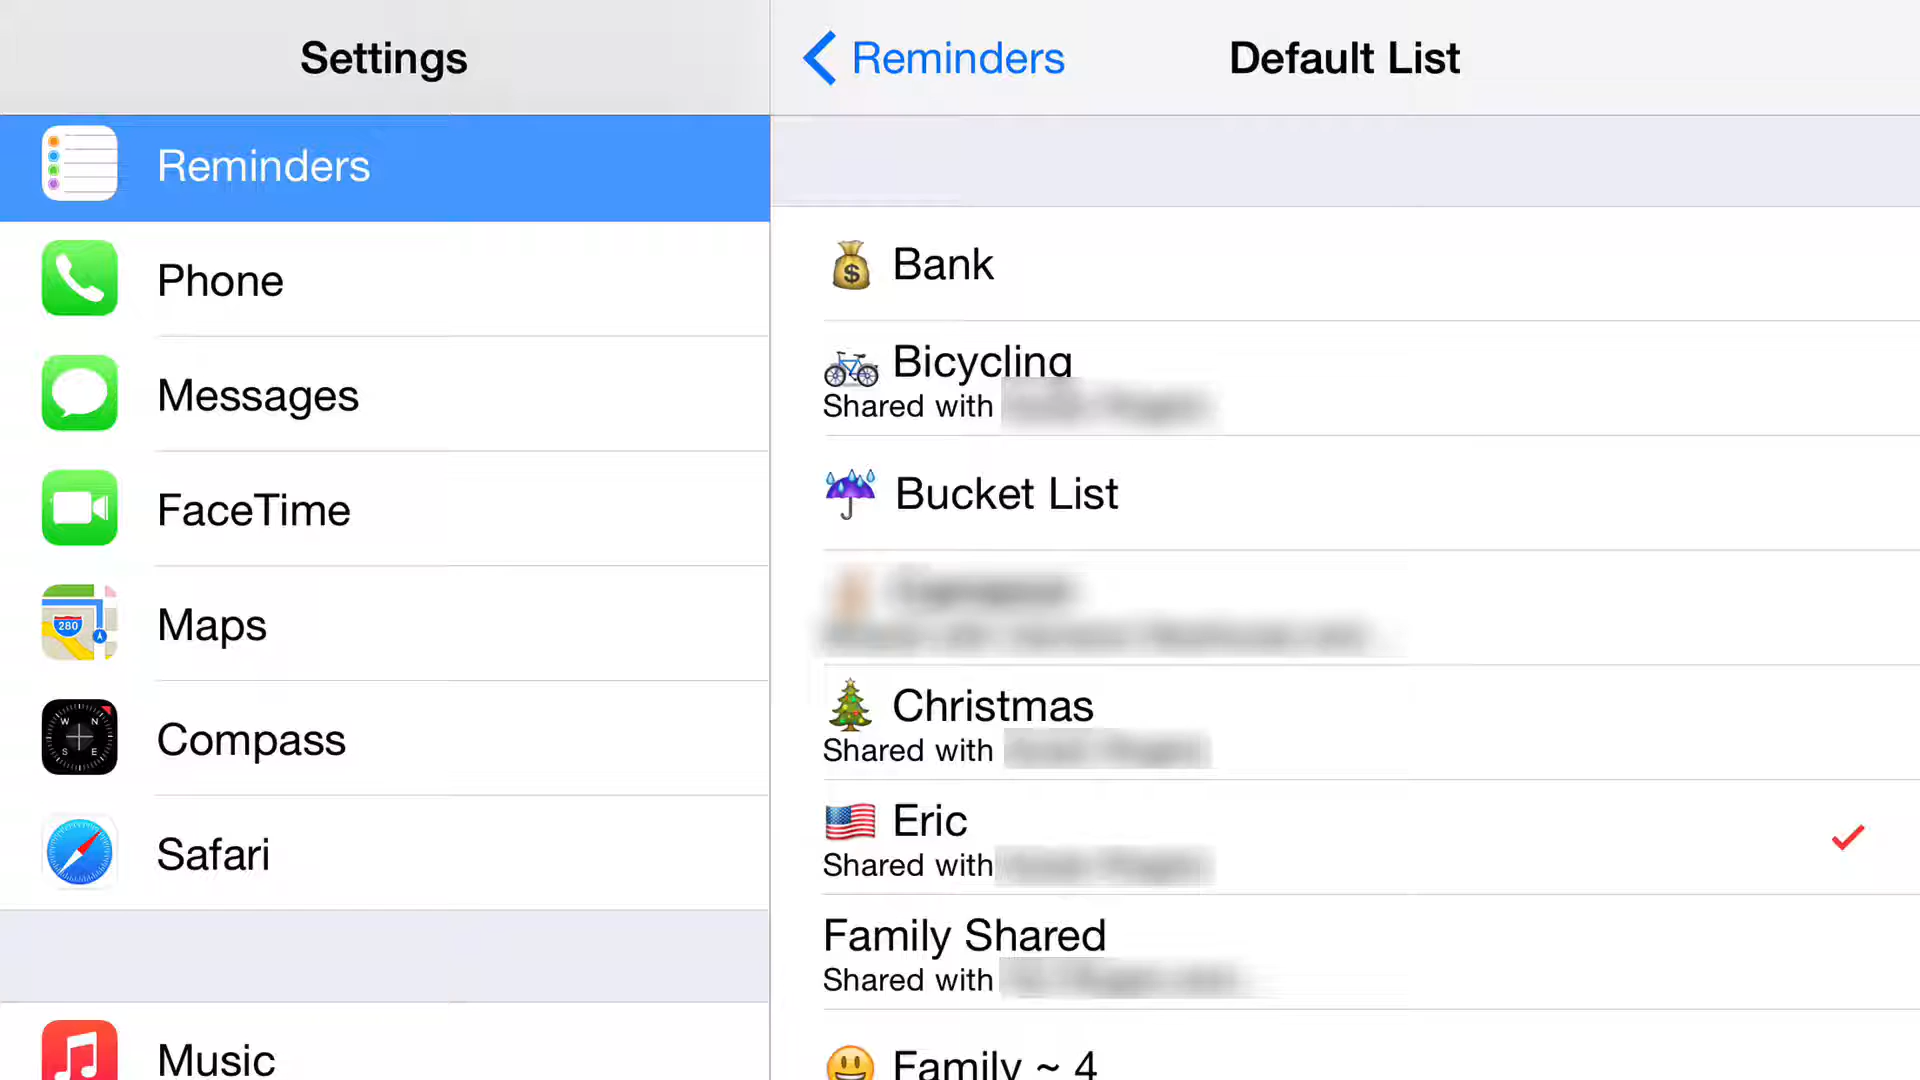 Settings
Reminders
Phone
Messages
FaceTime
280
Maps
W N
S E
Compass
Safari
Music
Reminders
Default List
$
Bank
Bicycling
Shared with
Bucket List
Christmas
Shared with
Eric
Shared with
Family Shared
Shared with
Family ~ 4